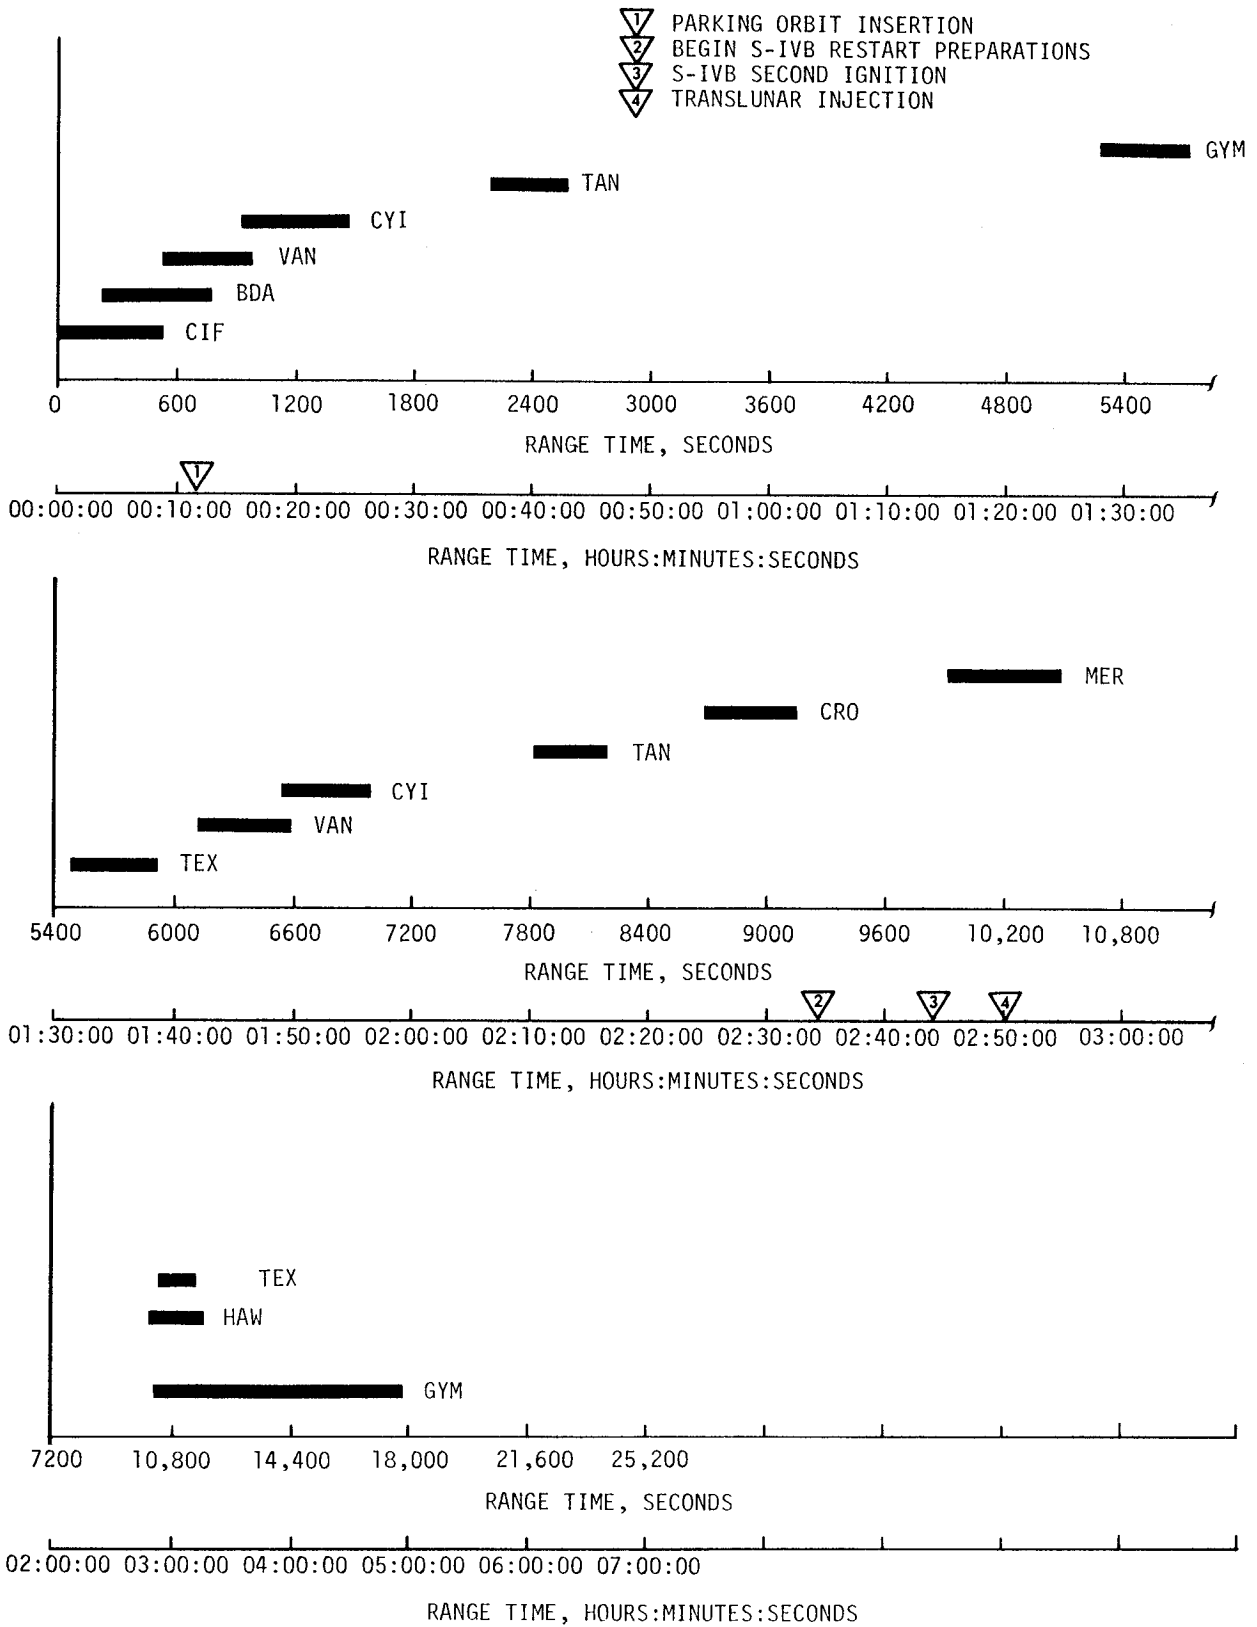 1 PARKING ORBIT INSERTION
2 BEGIN S-IVB RESTART PREPARATIONS
3 S-IVB SECOND IGNITION
4 TRANSLUNAR INJECTION
GYM
TAN
CYI
VAN
BDA
CIF
0 600 1200 1800 2400 3000 3600 4200 4800 5400
RANGE TIME, SECONDS
1
00:00:00 00:10:00 00:20:00 00:30:00 00:40:00 00:50:00 01:00:00 01:10:00 01:20:00 01:30:00
RANGE TIME, HOURS:MINUTES:SECONDS
MER
CRO
TAN
CYI
VAN
TEX
5400 6000 6600 7200 7800 8400 9000 9600 10,200 10,800
RANGE TIME, SECONDS
2 3 4
01:30:00 01:40:00 01:50:00 02:00:00 02:10:00 02:20:00 02:30:00 02:40:00 02:50:00 03:00:00
RANGE TIME, HOURS:MINUTES:SECONDS
TEX
HAW
GYM
7200 10,800 14,400 18,000 21,600 25,200
RANGE TIME, SECONDS
02:00:00 03:00:00 04:00:00 05:00:00 06:00:00 07:00:00
RANGE TIME, HOURS:MINUTES:SECONDS